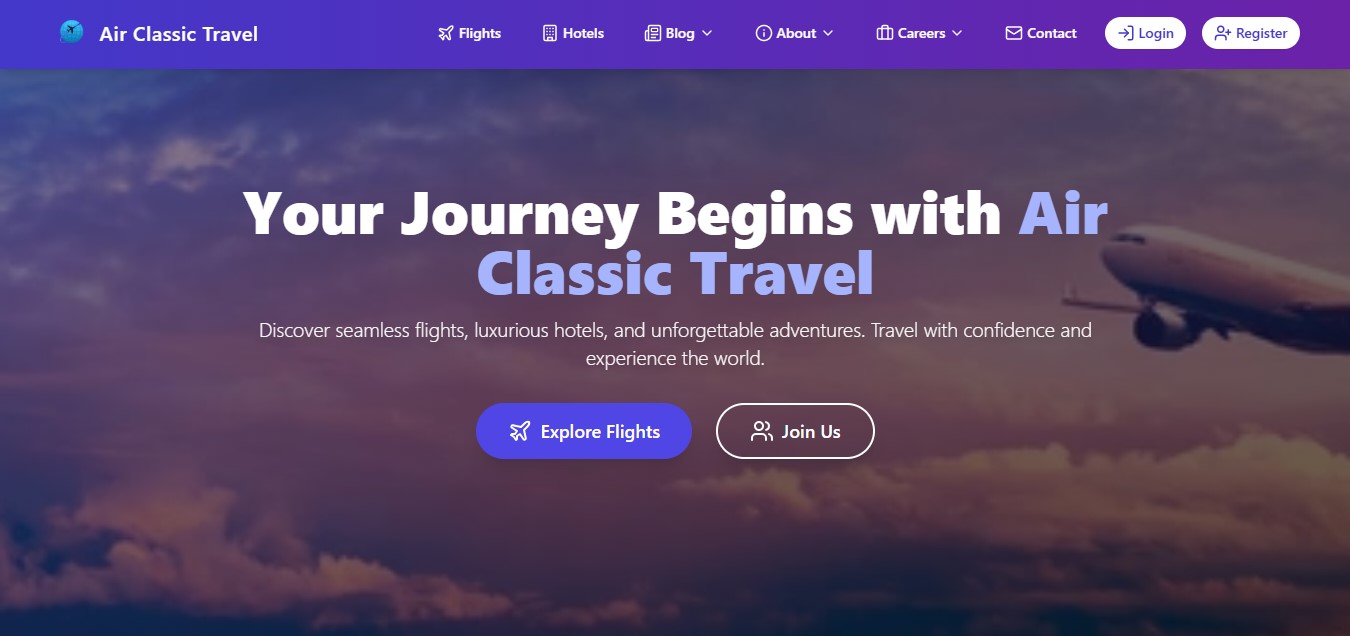 Air Classic Travel
Flights
Hotels
Blog
About
Careers
Contact
Login
Register
Your Journey Begins with Air
Classic Travel
Discover seamless flights, luxurious hotels, and unforgettable adventures. Travel with confidence and
experience the world.
Explore Flights
Join Us